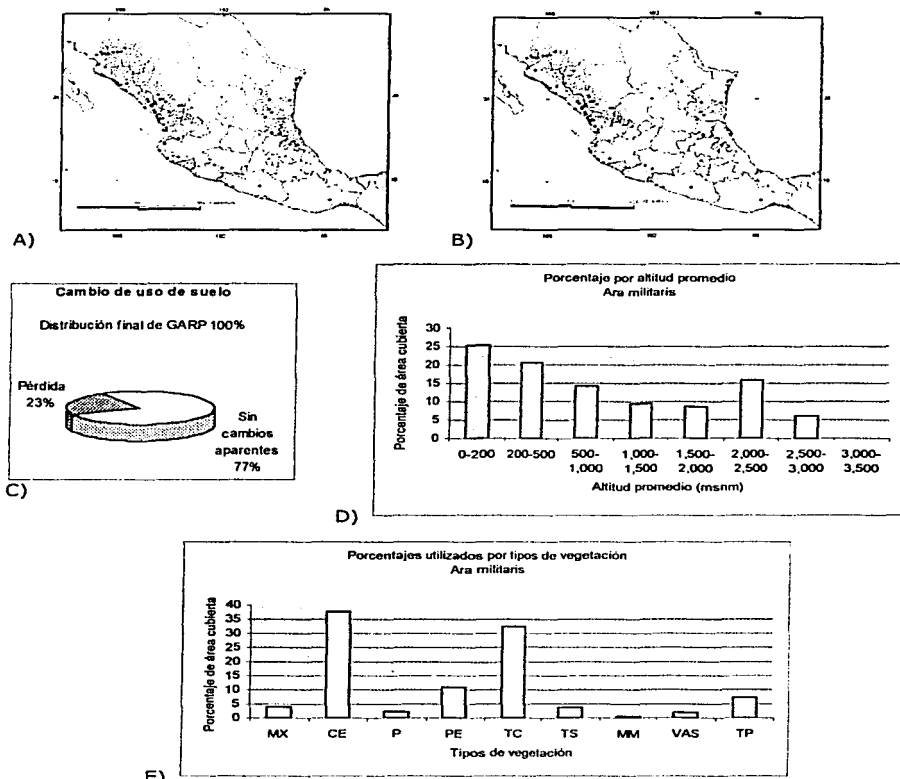 A)
B)
Cambio de uso de suelo
Distribución final de GARP 100%
Pérdida
23%
Sin
cambios
aparentes
77%
C)
Porcentaje por altitud promedio
Ara militaris
Porcentaje de área cubierta
30
25
20
15
10
5
0
0-200
200-500
500-
1,000
1,000-
1,500
1,500-
2,000
2,000-
2,500
2,500-
3,000
3,000-
3,500
Altitud promedio (msnm)
D)
Porcentajes utilizados por tipos de vegetación
Ara militaris
Porcentaje de área cubierta
40
35
30
25
20
15
10
5
0
MX
CE
P
PE
TC
TS
MM
VAS
TP
Tipos de vegetación
E)